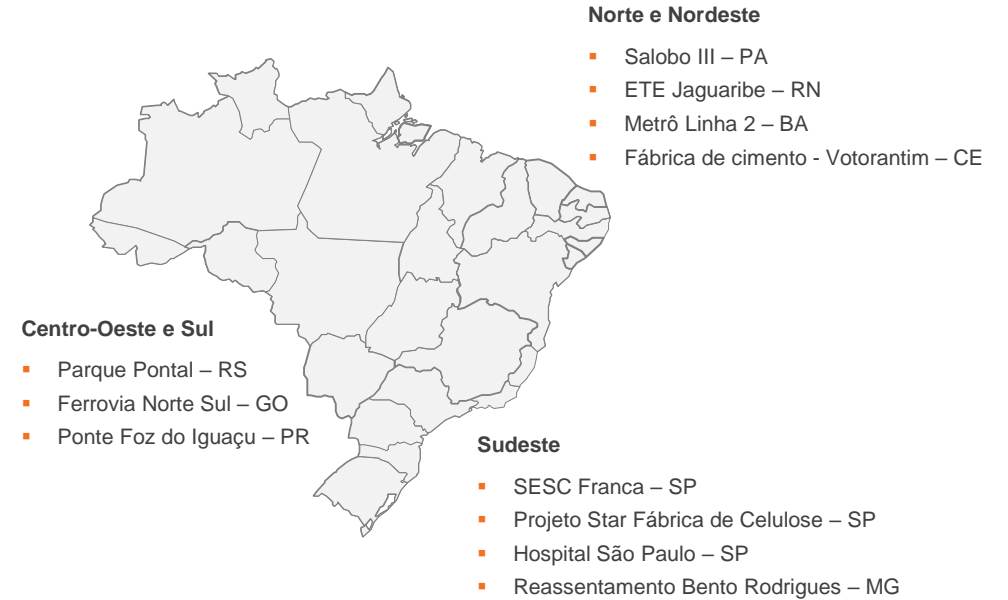 Norte e Nordeste
▪ Salobo III – PA
▪ ETE Jaguaribe – RN
▪ Metrô Linha 2 – BA
▪ Fábrica de cimento - Votorantim – CE
Centro-Oeste e Sul
▪ Parque Pontal – RS
▪ Ferrovia Norte Sul – GO
▪ Ponte Foz do Iguaçu – PR
Sudeste
▪ SESC Franca – SP
▪ Projeto Star Fábrica de Celulose – SP
▪ Hospital São Paulo – SP
▪ Reassentamento Bento Rodrigues – MG